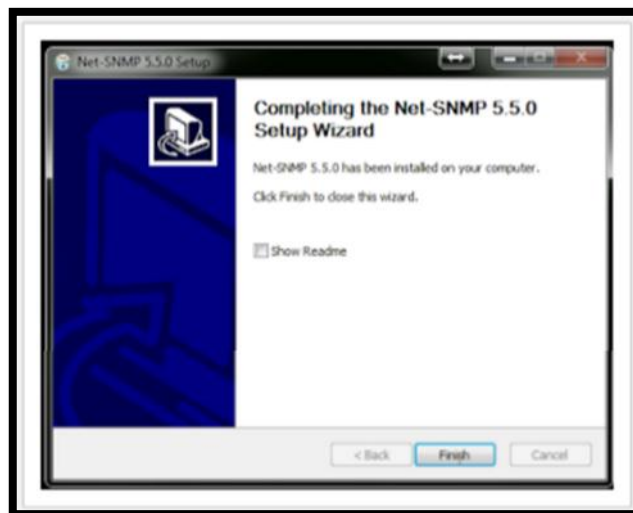 Net-SNMP 5.5.0 Setup
Completing the Net-SNMP 5.5.0
Setup Wizard
Net-SNMP 5.5.0 has been installed on your computer.
Click Finish to close this wizard.
Show Readme
< Back
Finish
Cancel